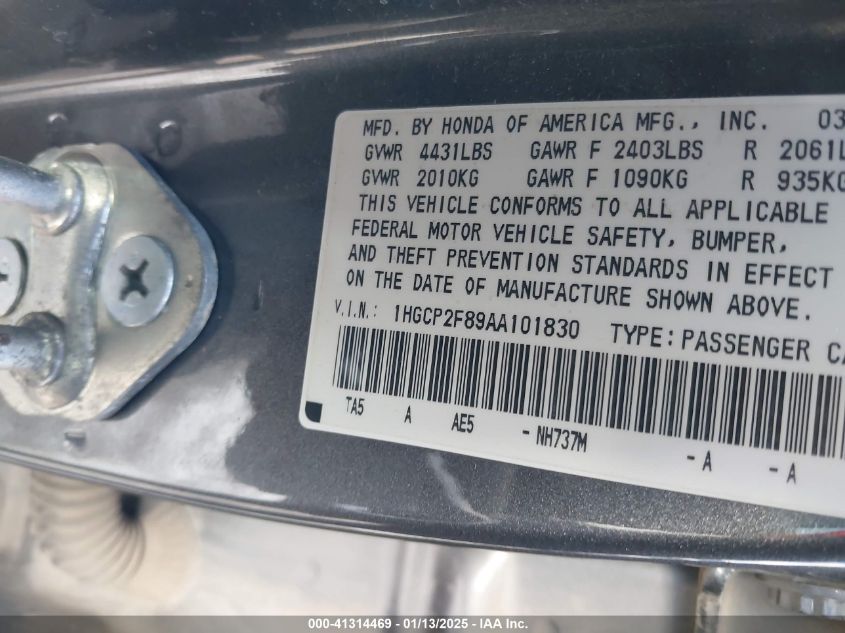 MFD. BY HONDA OF AMERICA MFG., INC. 03
GVWR 4431LBS GAWR F 2403LBS R 2061L
GVWR 2010KG GAWR F 1090KG R 935KG
THIS VEHICLE CONFORMS TO ALL APPLICABLE
FEDERAL MOTOR VEHICLE SAFETY, BUMPER,
AND THEFT PREVENTION STANDARDS IN EFFECT
ON THE DATE OF MANUFACTURE SHOWN ABOVE.
V.I.N.: 1HGCP2F89AA101830 TYPE:PASSENGER CA
TA5 A AE5 - NH737M -A -A
000-41314469 - 01/13/2025 - IAA Inc.